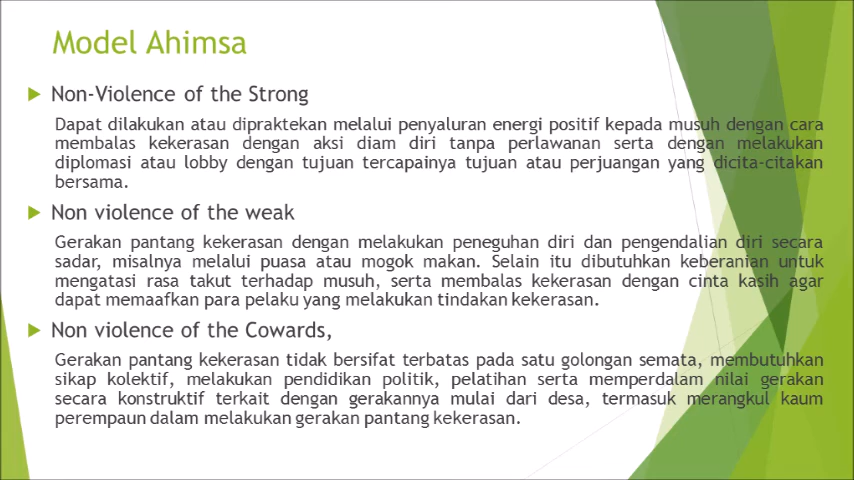 Model Ahimsa
Non-Violence of the Strong
Dapat dilakukan atau dipraktekan melalui penyaluran energi positif kepada musuh dengan cara
membalas kekerasan dengan aksi diam diri tanpa perlawanan serta dengan melakukan
diplomasi atau lobby dengan tujuan tercapainya tujuan atau perjuangan yang dicita-citakan
bersama.
Non violence of the weak
Gerakan pantang kekerasan dengan melakukan peneguhan diri dan pengendalian diri secara
sadar, misalnya melalui puasa atau mogok makan. Selain itu dibutuhkan keberanian untuk
mengatasi rasa takut terhadap musuh, serta membalas kekerasan dengan cinta kasih agar
dapat memaafkan para pelaku yang melakukan tindakan kekerasan.
Non violence of the Cowards,
Gerakan pantang kekerasan tidak bersifat terbatas pada satu golongan semata, membutuhkan
sikap kolektif, melakukan pendidikan politik, pelatihan serta memperdalam nilai gerakan
secara konstruktif terkait dengan gerakannya mulai dari desa, termasuk merangkul kaum
perempaun dalam melakukan gerakan pantang kekerasan.